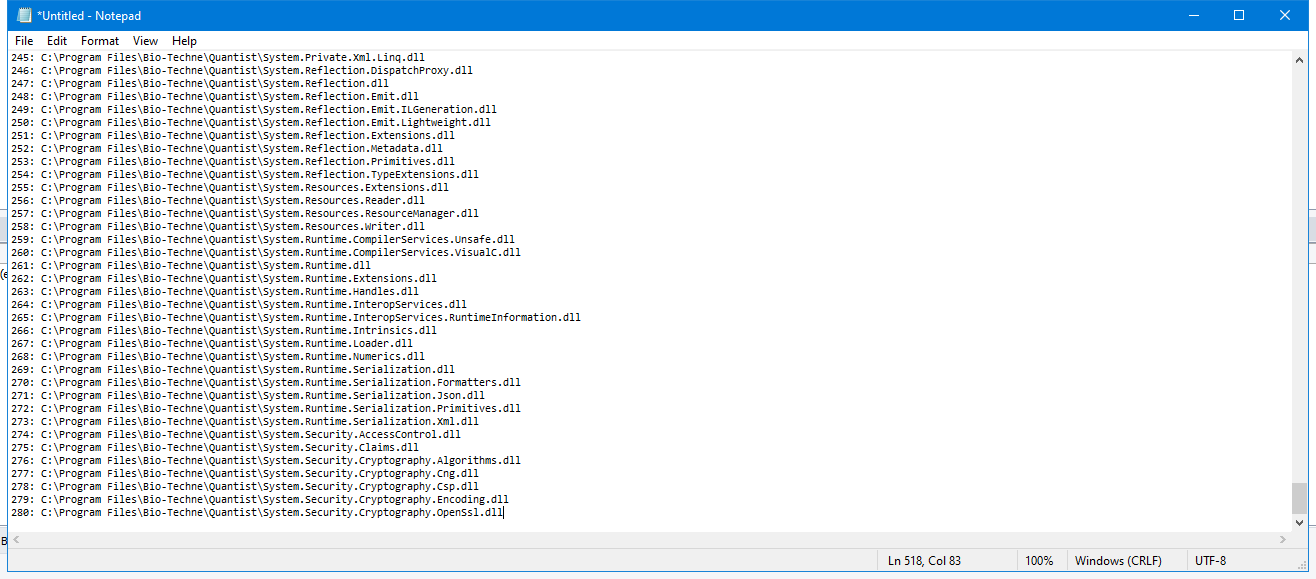 *Untitled - Notepad
File Edit Format View Help
245: C:\Program Files\Bio-Techne\Quantist\System.Private.Xml.Linq.dll
246: C:\Program Files\Bio-Techne\Quantist\System.Reflection.DispatchProxy.dll
247: C:\Program Files\Bio-Techne\Quantist\System.Reflection.dll
248: C:\Program Files\Bio-Techne\Quantist\System.Reflection.Emit.dll
249: C:\Program Files\Bio-Techne\Quantist\System.Reflection.Emit.ILGeneration.dll
250: C:\Program Files\Bio-Techne\Quantist\System.Reflection.Emit.Lightweight.dll
251: C:\Program Files\Bio-Techne\Quantist\System.Reflection.Extensions.dll
252: C:\Program Files\Bio-Techne\Quantist\System.Reflection.Metadata.dll
253: C:\Program Files\Bio-Techne\Quantist\System.Reflection.Primitives.dll
254: C:\Program Files\Bio-Techne\Quantist\System.Reflection.TypeExtensions.dll
255: C:\Program Files\Bio-Techne\Quantist\System.Resources.Extensions.dll
256: C:\Program Files\Bio-Techne\Quantist\System.Resources.Reader.dll
257: C:\Program Files\Bio-Techne\Quantist\System.Resources.ResourceManager.dll
258: C:\Program Files\Bio-Techne\Quantist\System.Resources.Writer.dll
259: C:\Program Files\Bio-Techne\Quantist\System.Runtime.CompilerServices.Unsafe.dll
260: C:\Program Files\Bio-Techne\Quantist\System.Runtime.CompilerServices.VisualC.dll
261: C:\Program Files\Bio-Techne\Quantist\System.Runtime.dll
262: C:\Program Files\Bio-Techne\Quantist\System.Runtime.Extensions.dll
263: C:\Program Files\Bio-Techne\Quantist\System.Runtime.Handles.dll
264: C:\Program Files\Bio-Techne\Quantist\System.Runtime.InteropServices.dll
265: C:\Program Files\Bio-Techne\Quantist\System.Runtime.InteropServices.RuntimeInformation.dll
266: C:\Program Files\Bio-Techne\Quantist\System.Runtime.Intrinsics.dll
267: C:\Program Files\Bio-Techne\Quantist\System.Runtime.Loader.dll
268: C:\Program Files\Bio-Techne\Quantist\System.Runtime.Numerics.dll
269: C:\Program Files\Bio-Techne\Quantist\System.Runtime.Serialization.dll
270: C:\Program Files\Bio-Techne\Quantist\System.Runtime.Serialization.Formatters.dll
271: C:\Program Files\Bio-Techne\Quantist\System.Runtime.Serialization.Json.dll
272: C:\Program Files\Bio-Techne\Quantist\System.Runtime.Serialization.Primitives.dll
273: C:\Program Files\Bio-Techne\Quantist\System.Runtime.Serialization.Xml.dll
274: C:\Program Files\Bio-Techne\Quantist\System.Security.AccessControl.dll
275: C:\Program Files\Bio-Techne\Quantist\System.Security.Claims.dll
276: C:\Program Files\Bio-Techne\Quantist\System.Security.Cryptography.Algorithms.dll
277: C:\Program Files\Bio-Techne\Quantist\System.Security.Cryptography.Cng.dll
278: C:\Program Files\Bio-Techne\Quantist\System.Security.Cryptography.Csp.dll
279: C:\Program Files\Bio-Techne\Quantist\System.Security.Cryptography.Encoding.dll
280: C:\Program Files\Bio-Techne\Quantist\System.Security.Cryptography.OpenSsl.dll
Ln 518, Col 83 100% Windows (CRLF) UTF-8